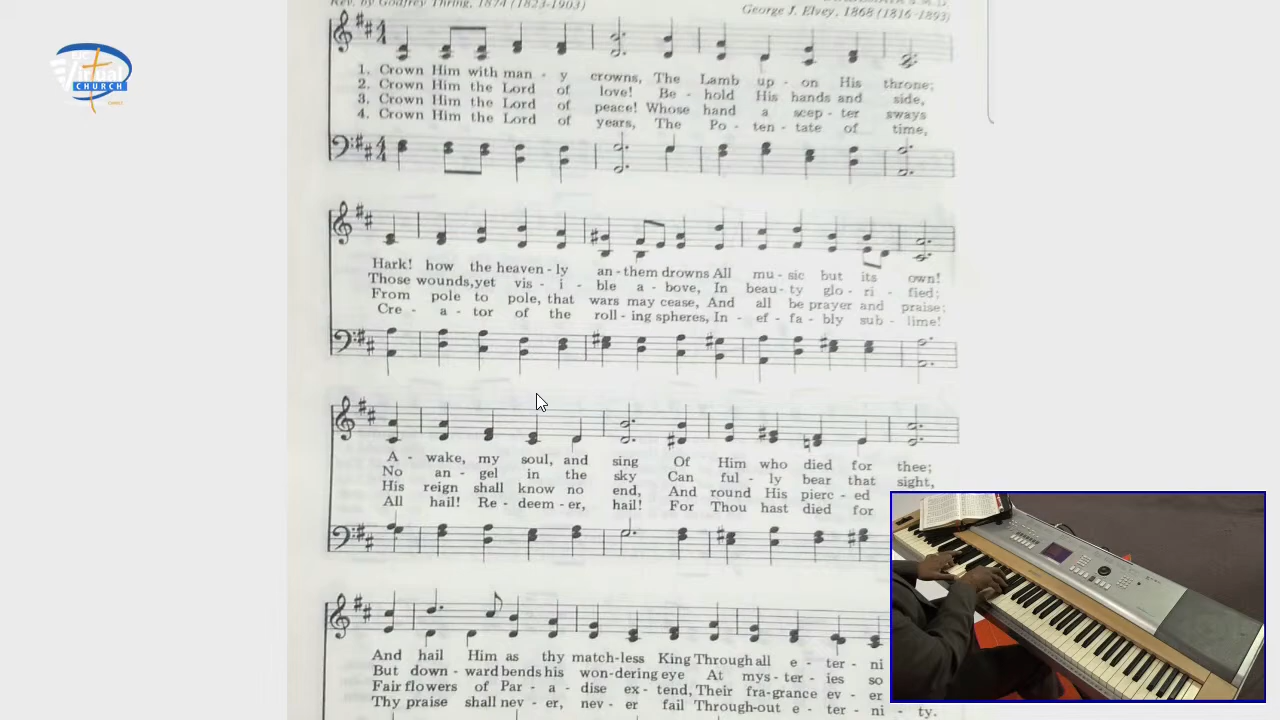 Rev. by Godfrey Thring, 1874 (1823-1903)
George J. Elvey, 1868 (1816-1893)
Virtual
CHURCH
1. Crown Him with man - y crowns, The Lamb up - on His throne;
2. Crown Him the Lord of love! Be - hold His hands and side,
3. Crown Him the Lord of peace! Whose hand a scep - ter sways
4. Crown Him the Lord of years, The Po - ten - tate of time,
Hark! how the heaven - ly an - them drowns All mu - sic but its own!
Those wounds, yet vis - i - ble a - bove, In beau - ty glo - ri - fied;
From pole to pole, that wars may cease, And all be prayer and praise;
Cre - a - tor of the roll - ing spheres, In - ef - fa - bly sub - lime!
A - wake, my soul, and sing Of Him who died for thee;
No an - gel in the sky Can ful - ly bear that sight,
His reign shall know no end, And round His pierc - ed
All hail! Re - deem - er, hail! For Thou hast died for
And hail Him as thy match-less King Through all e - ter - ni
But down - ward bends his won - dering eye At mys - ter - ies so
Fair flowers of Par - a - dise ex - tend, Their fra - grance ev - er
Thy praise shall nev - er, nev - er fail Through-out e - ter - ni - ty.